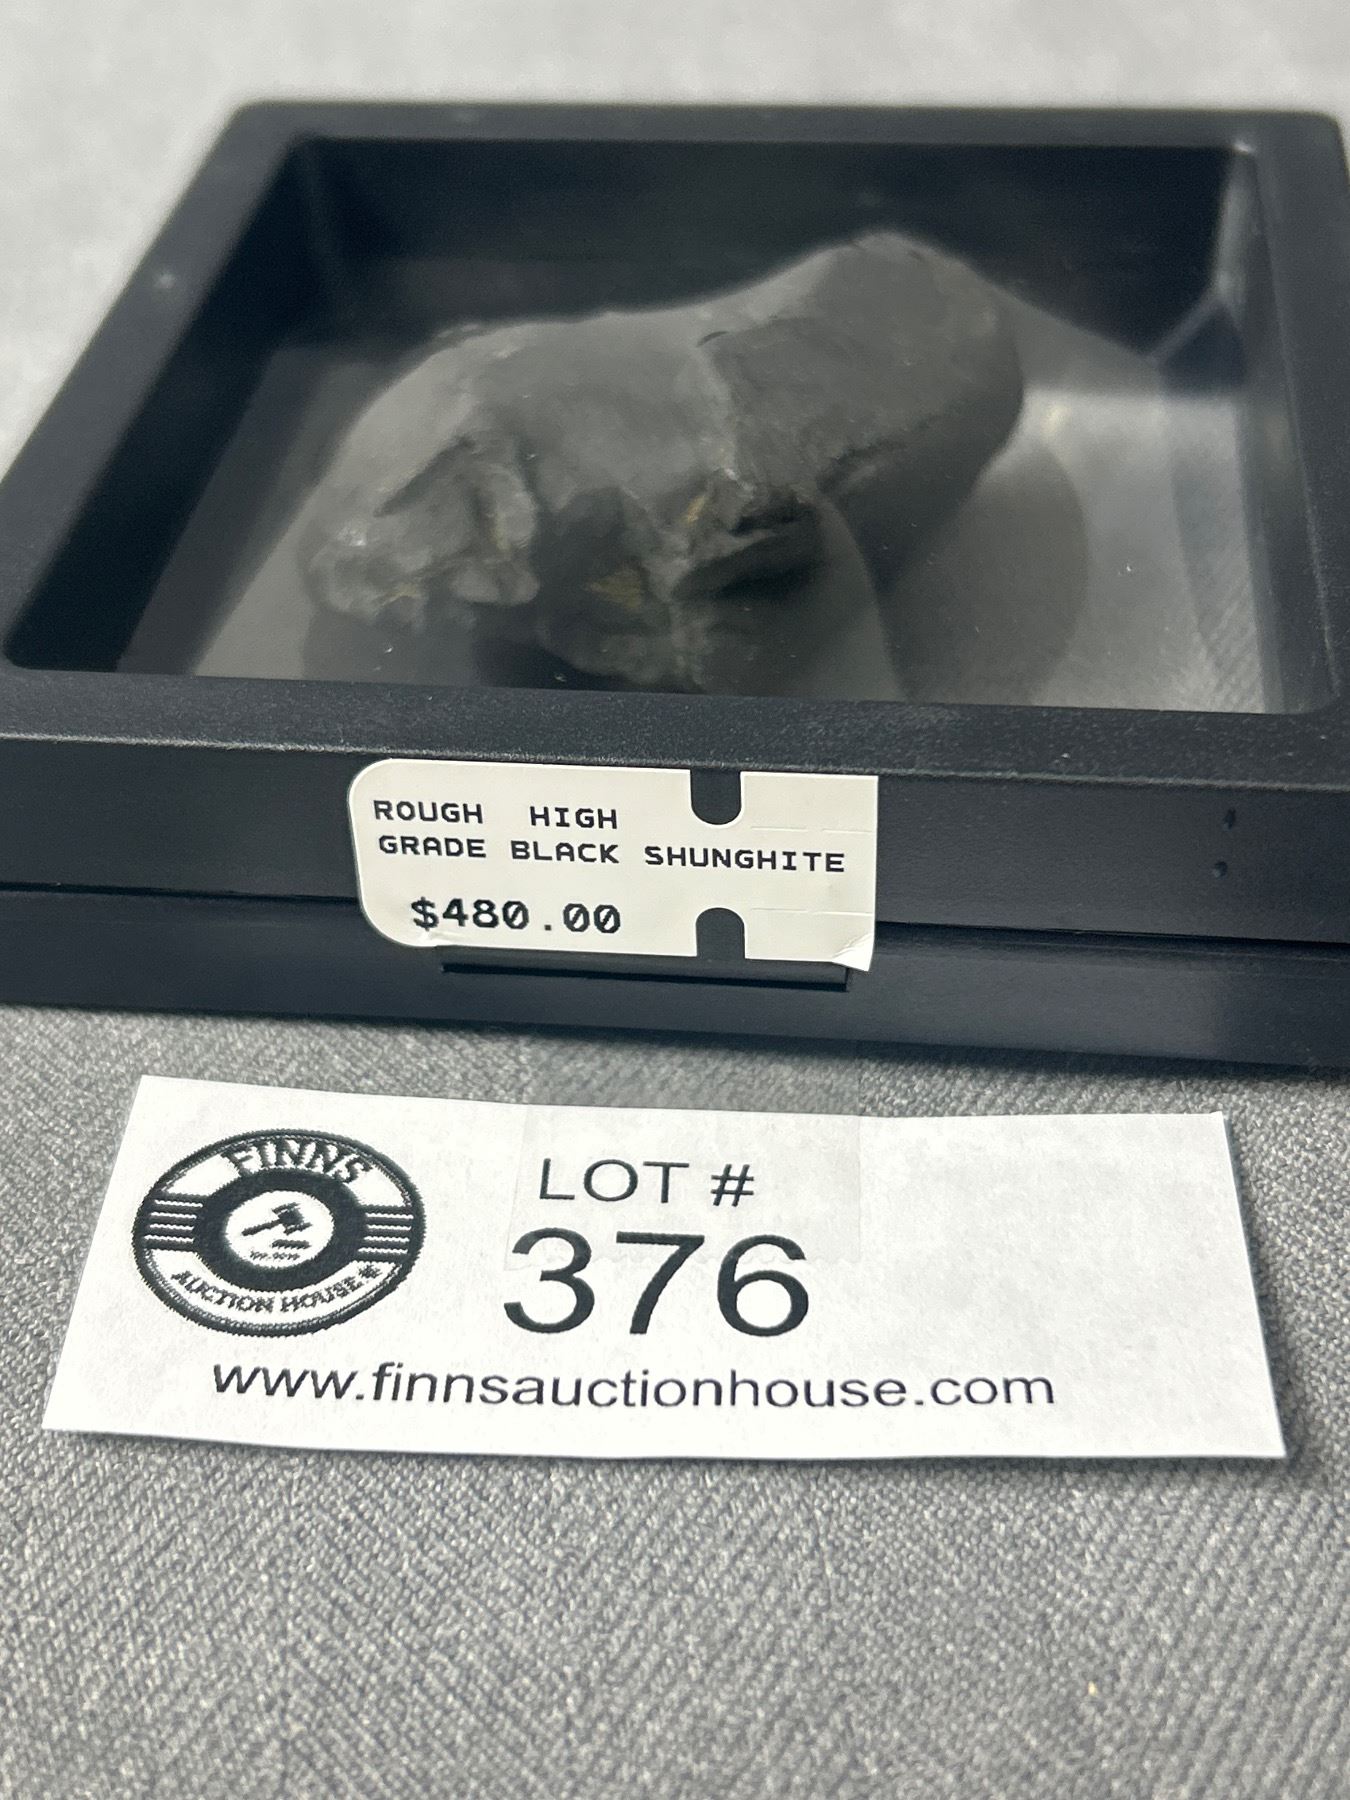 ROUGH HIGH
GRADE BLACK SHUNGHITE
$480.00
FINNS
AUCTION HOUSE
LOT #
376
www.finnsauctionhouse.com